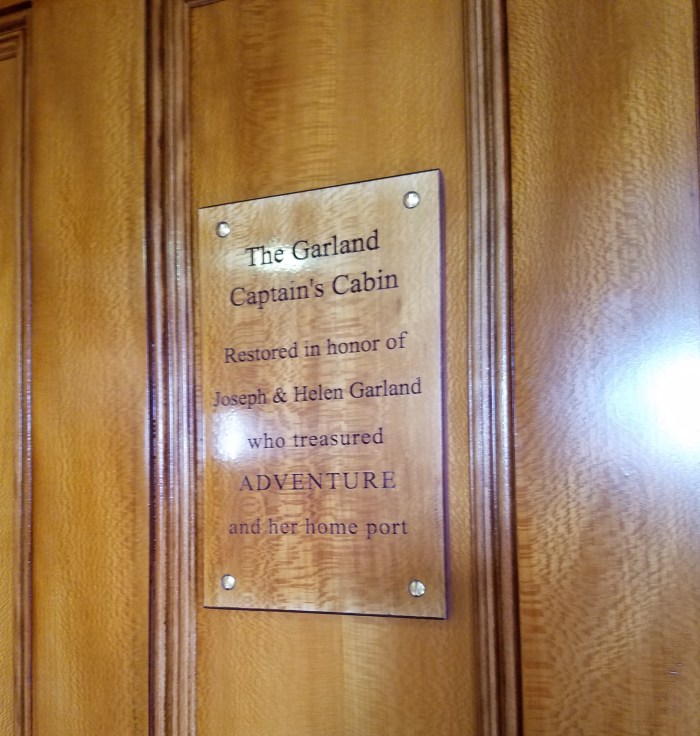 The Garland
Captain's Cabin
Restored in honor of
Joseph & Helen Garland
who treasured
ADVENTURE
and her home port